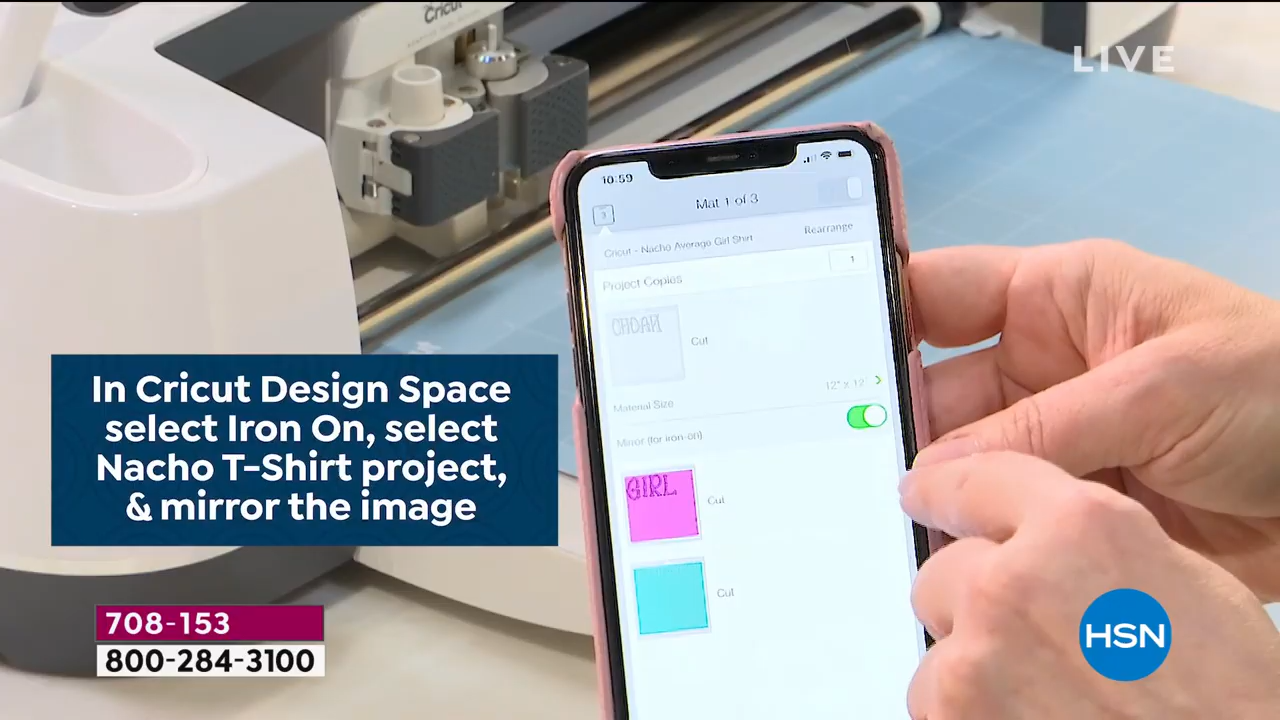 Cricut
LIVE
10:59
Mat 1 of 3
3
Cricut - Nacho Average Girl Shirt
Rearrange
Project Copies
1
Cut
Material Size
12" x 12"
Mirror (for iron-on)
GIRL
Cut
Cut
In Cricut Design Space
select Iron On, select
Nacho T-Shirt project,
& mirror the image
708-153
800-284-3100
HSN